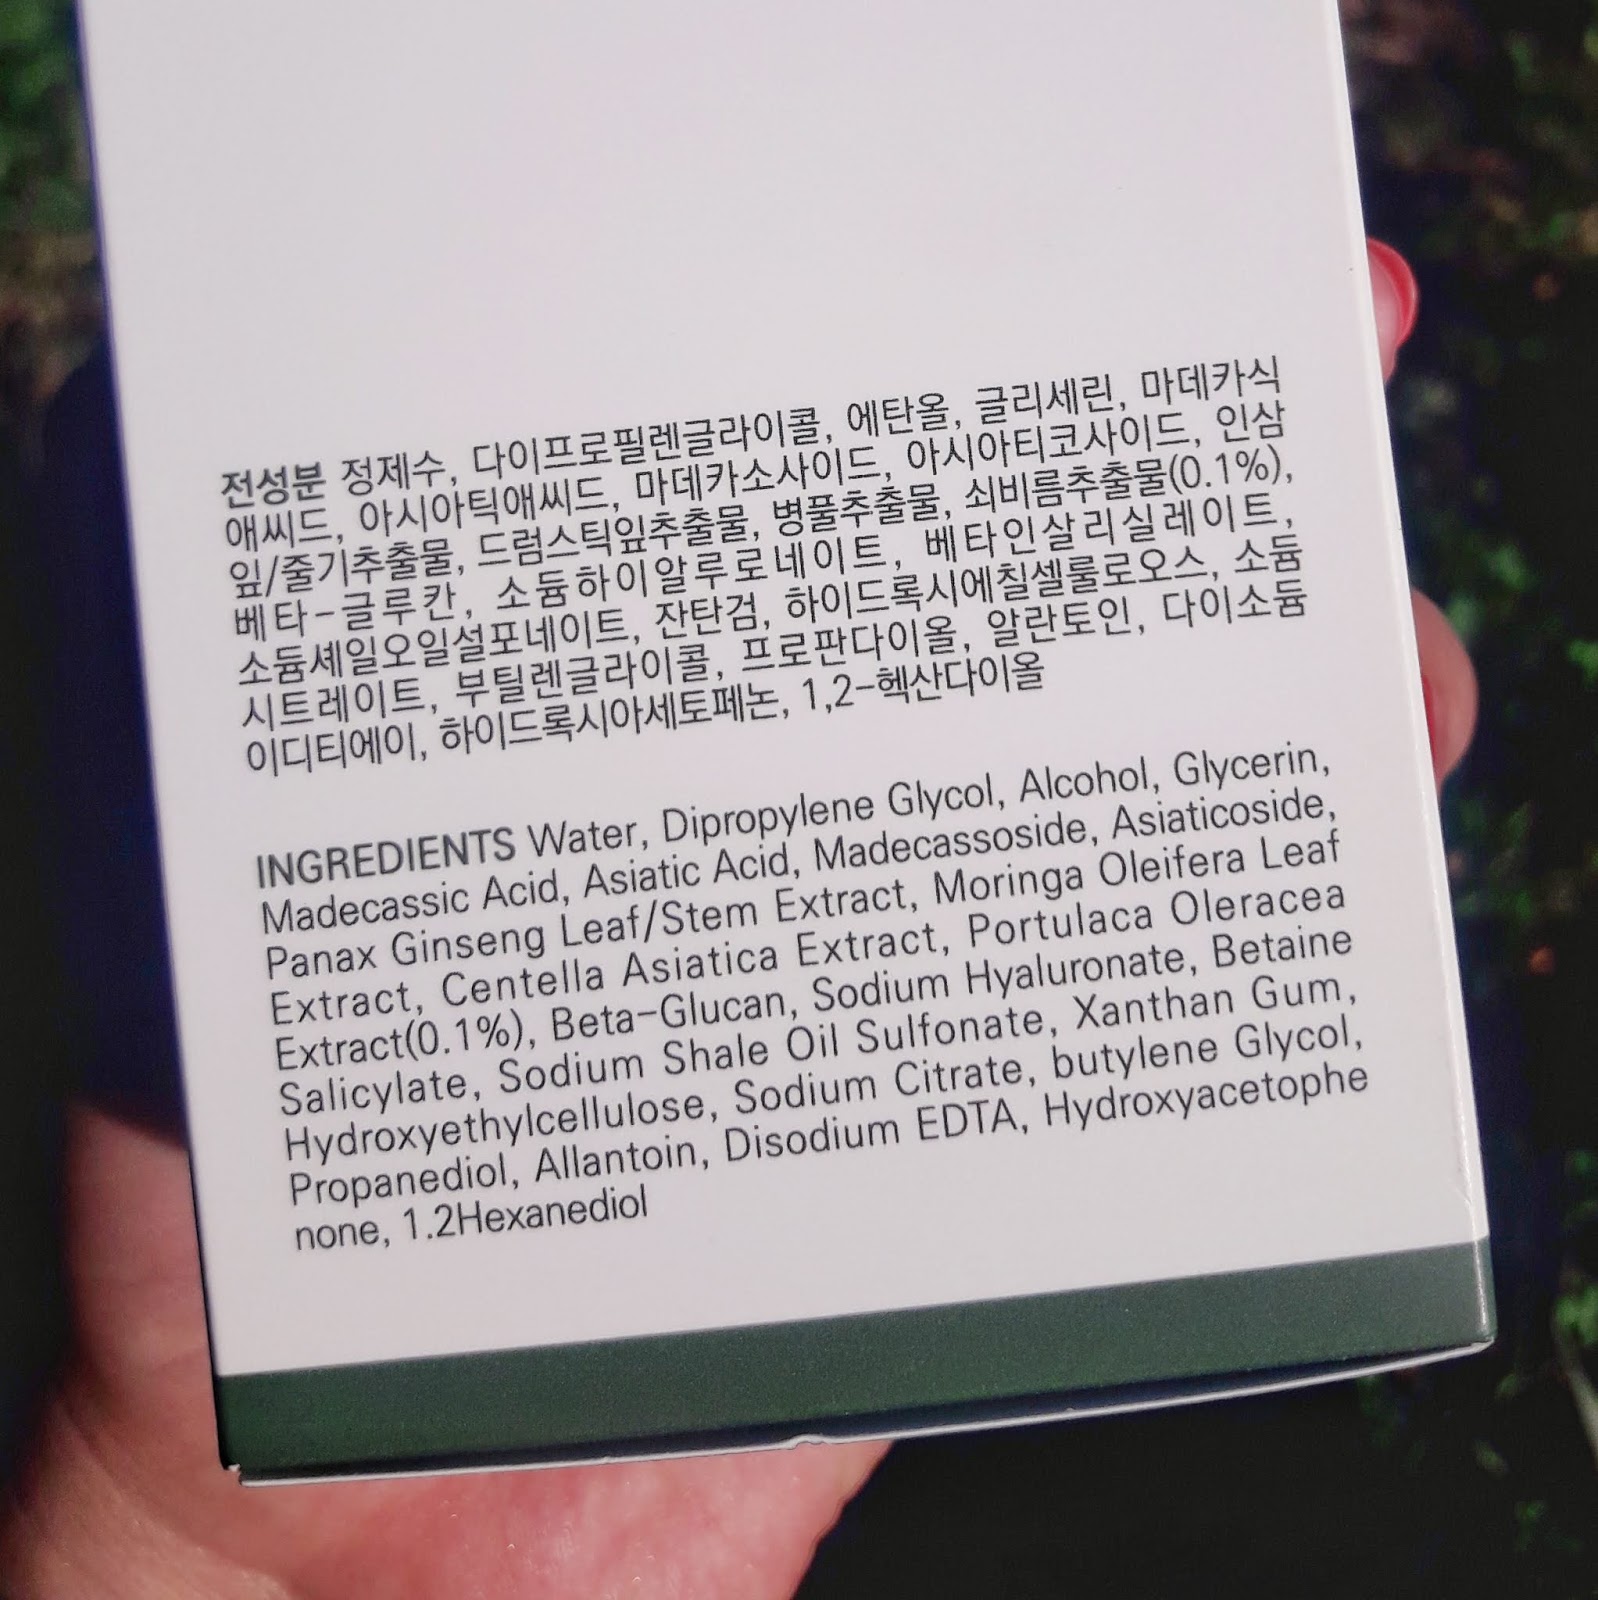 전성분 정제수, 다이프로필렌글라이콜, 에탄올, 글리세린, 마데카식
애씨드, 아시아틱애씨드, 마데카소사이드, 아시아티코사이드, 인삼
잎/줄기추출물, 드럼스틱잎추출물, 병풀추출물, 쇠비름추출물(0.1%),
베타-글루칸, 소듐하이알루로네이트, 베타인살리실레이트,
소듐셰일오일설포네이트, 잔탄검, 하이드록시에칠셀룰로오스, 소듐
시트레이트, 부틸렌글라이콜, 프로판다이올, 알란토인, 다이소듐
이디티에이, 하이드록시아세토페논, 1,2-헥산다이올
INGREDIENTS Water, Dipropylene Glycol, Alcohol, Glycerin,
Madecassic Acid, Asiatic Acid, Madecassoside, Asiaticoside,
Panax Ginseng Leaf/Stem Extract, Moringa Oleifera Leaf
Extract, Centella Asiatica Extract, Portulaca Oleracea
Extract(0.1%), Beta-Glucan, Sodium Hyaluronate, Betaine
Salicylate, Sodium Shale Oil Sulfonate, Xanthan Gum,
Hydroxyethylcellulose, Sodium Citrate, butylene Glycol,
Propanediol, Allantoin, Disodium EDTA, Hydroxyacetophe
none, 1.2Hexanediol